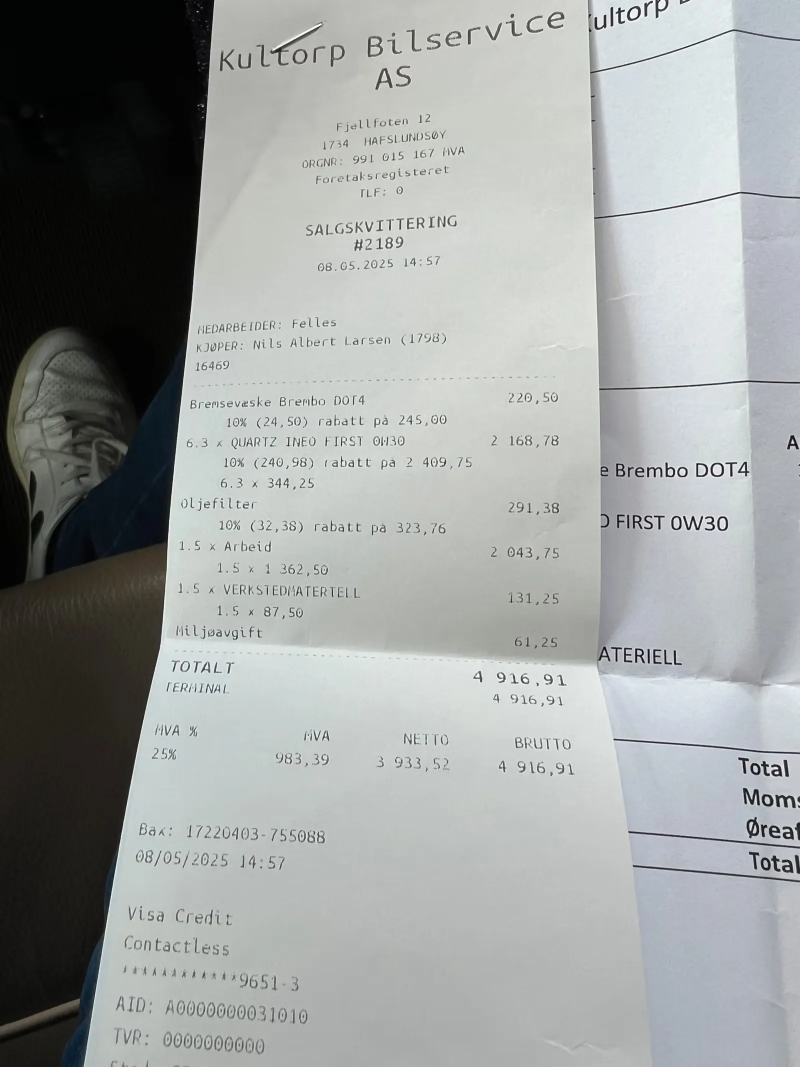 Kultorp Bilservice
AS
Fjellfoten 12
1734 HAFSLUNDSØY
ORGNR: 991 015 167 MVA
Foretaksregisteret
TLF: 0
SALGSKVITTERING
#2189
08.05.2025 14:57
MEDARBEIDER: Felles
KJØPER: Nils Albert Larsen (1798)
16469
Bremsevæske Brembo DOT4 220,50
10% (24,50) rabatt på 245,00
6.3 x QUARTZ INEO FIRST 0W30 2 168,78
10% (240,98) rabatt på 2 409,75
6.3 x 344,25
Oljefilter 291,38
10% (32,38) rabatt på 323,76
1.5 x Arbeid 2 043,75
1.5 x 1 362,50
1.5 x VERKSTEDMATERTELL 131,25
1.5 x 87,50
Miljøavgift 61,25
TOTALT 4 916,91
TERMINAL 4 916,91
MVA % MVA NETTO BRUTTO
25% 983,39 3 933,52 4 916,91
Bax: 17220403-755088
08/05/2025 14:57
Visa Credit
Contactless
************9651-3
AID: A0000000031010
TVR: 0000000000
Kultorp
A
e Brembo DOT4
O FIRST 0W30
ATERIELL
Total
Moms
Øreaf
Total